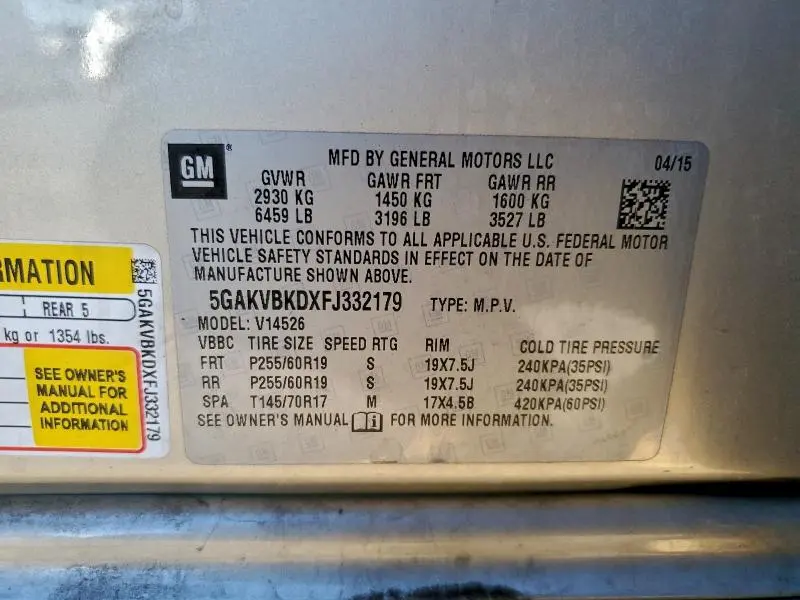 GM®
MFD BY GENERAL MOTORS LLC 04/15
GVWR GAWR FRT GAWR RR
2930 KG 1450 KG 1600 KG
6459 LB 3196 LB 3527 LB
THIS VEHICLE CONFORMS TO ALL APPLICABLE U.S. FEDERAL MOTOR
VEHICLE SAFETY STANDARDS IN EFFECT ON THE DATE OF
MANUFACTURE SHOWN ABOVE.
5GAKVBKDXFJ332179 TYPE: M.P.V.
MODEL: V14526
VBBC TIRE SIZE SPEED RTG RIM COLD TIRE PRESSURE
FRT P255/60R19 S 19X7.5J 240KPA(35PSI)
RR P255/60R19 S 19X7.5J 240KPA(35PSI)
SPA T145/70R17 M 17X4.5B 420KPA(60PSI)
SEE OWNER'S MANUAL FOR MORE INFORMATION.
RMATION
REAR 5
kg or 1354 lbs.
SEE OWNER'S
MANUAL FOR
ADDITIONAL
INFORMATION
5GAKVBKDXFJ332179